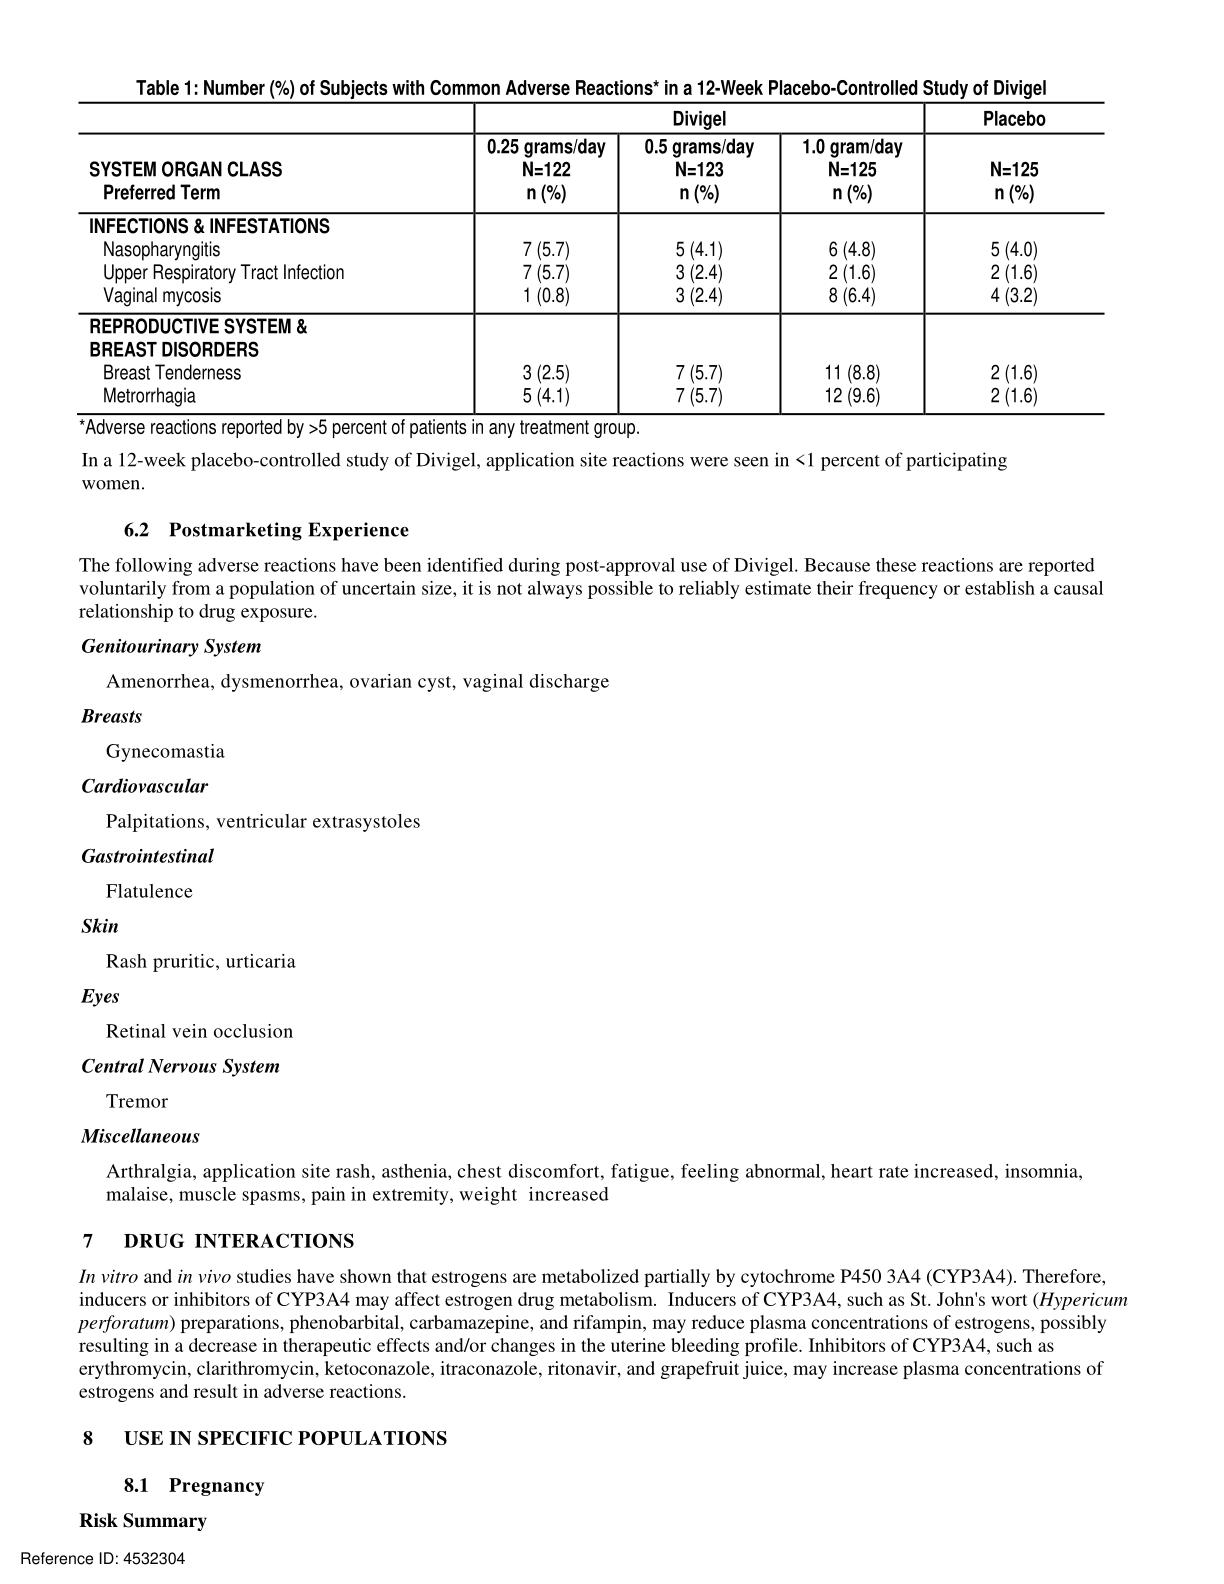 Table 1: Number (%) of Subjects with Common Adverse Reactions* in a 12-Week Placebo-Controlled Study of Divigel
Divigel Placebo
0.25 grams/day 0.5 grams/day 1.0 gram/day
SYSTEM ORGAN CLASS N=122 N=123 N=125 N=125
Preferred Term n (%) n (%) n (%) n (%)
INFECTIONS & INFESTATIONS
Nasopharyngitis 7 (5.7) 5 (4.1) 6 (4.8) 5 (4.0)
Upper Respiratory Tract Infection 7 (5.7) 3 (2.4) 2 (1.6) 2 (1.6)
Vaginal mycosis 1 (0.8) 3 (2.4) 8 (6.4) 4 (3.2)
REPRODUCTIVE SYSTEM &
BREAST DISORDERS
Breast Tenderness 3 (2.5) 7 (5.7) 11 (8.8) 2 (1.6)
Metrorrhagia 5 (4.1) 7 (5.7) 12 (9.6) 2 (1.6)
*Adverse reactions reported by >5 percent of patients in any treatment group.
In a 12-week placebo-controlled study of Divigel, application site reactions were seen in <1 percent of participating
women.
6.2 Postmarketing Experience
The following adverse reactions have been identified during post-approval use of Divigel. Because these reactions are reported
voluntarily from a population of uncertain size, it is not always possible to reliably estimate their frequency or establish a causal
relationship to drug exposure.
Genitourinary System
Amenorrhea, dysmenorrhea, ovarian cyst, vaginal discharge
Breasts
Gynecomastia
Cardiovascular
Palpitations, ventricular extrasystoles
Gastrointestinal
Flatulence
Skin
Rash pruritic, urticaria
Eyes
Retinal vein occlusion
Central Nervous System
Tremor
Miscellaneous
Arthralgia, application site rash, asthenia, chest discomfort, fatigue, feeling abnormal, heart rate increased, insomnia,
malaise, muscle spasms, pain in extremity, weight increased
7 DRUG INTERACTIONS
In vitro and in vivo studies have shown that estrogens are metabolized partially by cytochrome P450 3A4 (CYP3A4). Therefore,
inducers or inhibitors of CYP3A4 may affect estrogen drug metabolism. Inducers of CYP3A4, such as St. John's wort (Hypericum
perforatum) preparations, phenobarbital, carbamazepine, and rifampin, may reduce plasma concentrations of estrogens, possibly
resulting in a decrease in therapeutic effects and/or changes in the uterine bleeding profile. Inhibitors of CYP3A4, such as
erythromycin, clarithromycin, ketoconazole, itraconazole, ritonavir, and grapefruit juice, may increase plasma concentrations of
estrogens and result in adverse reactions.
8 USE IN SPECIFIC POPULATIONS
8.1 Pregnancy
Risk Summary
Reference ID: 4532304